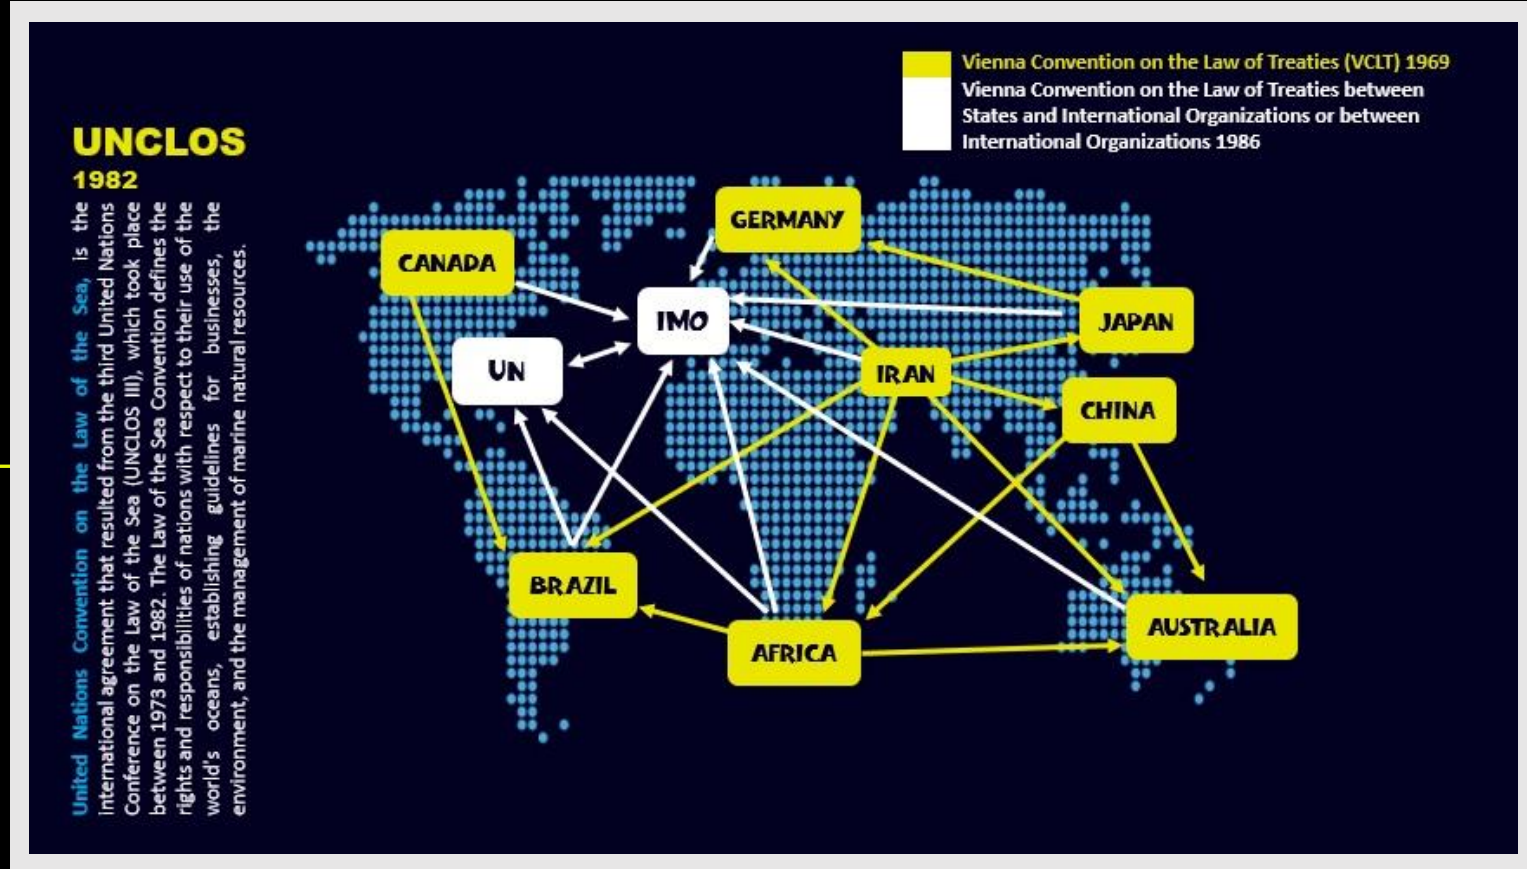 Vienna Convention on the Law of Treaties (VCLT) 1969
Vienna Convention on the Law of Treaties between
States and International Organizations or between
International Organizations 1986
UNCLOS
1982
United Nations Convention on the Law of the Sea, is the
international agreement that resulted from the third United Nations
Conference on the Law of the Sea (UNCLOS III), which took place
between 1973 and 1982. The Law of the Sea Convention defines the
rights and responsibilities of nations with respect to their use of the
world's oceans, establishing guidelines for businesses, the
environment, and the management of marine natural resources.
GERMANY
CANADA
IMO
JAPAN
UN
IRAN
CHINA
BRAZIL
AUSTRALIA
AFRICA